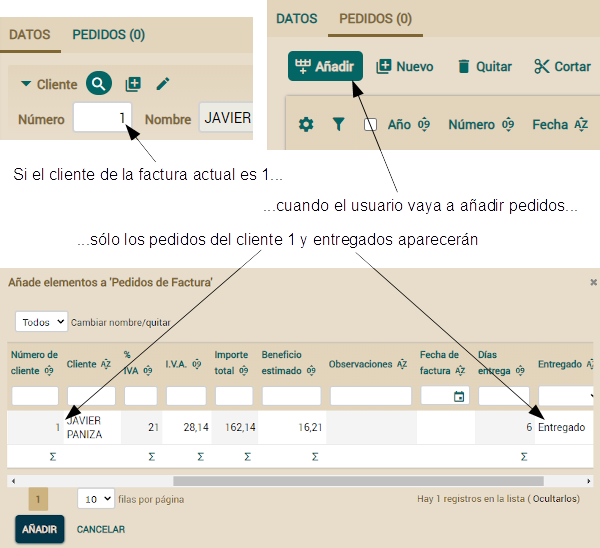 DATOS PEDIDOS (0)
Cliente
Número 1 Nombre JAVIER
DATOS PEDIDOS (0)
Añadir Nuevo Quitar Cortar
Año Número Fecha
Si el cliente de la factura actual es 1...
...cuando el usuario vaya a añadir pedidos...
...sólo los pedidos del cliente 1 y entregados aparecerán
Añade elementos a 'Pedidos de Factura'
Todos Cambiar nombre/quitar
Número de cliente Cliente % IVA I.V.A. Importe total Beneficio estimado Observaciones Fecha de factura Días entrega Entregado
1 JAVIER PANIZA 21 28,14 162,14 16,21 6 Entregado
Σ Σ Σ Σ Σ Σ
1 10 filas por página Hay 1 registros en la lista ( Ocultarlos)
AÑADIR CANCELAR